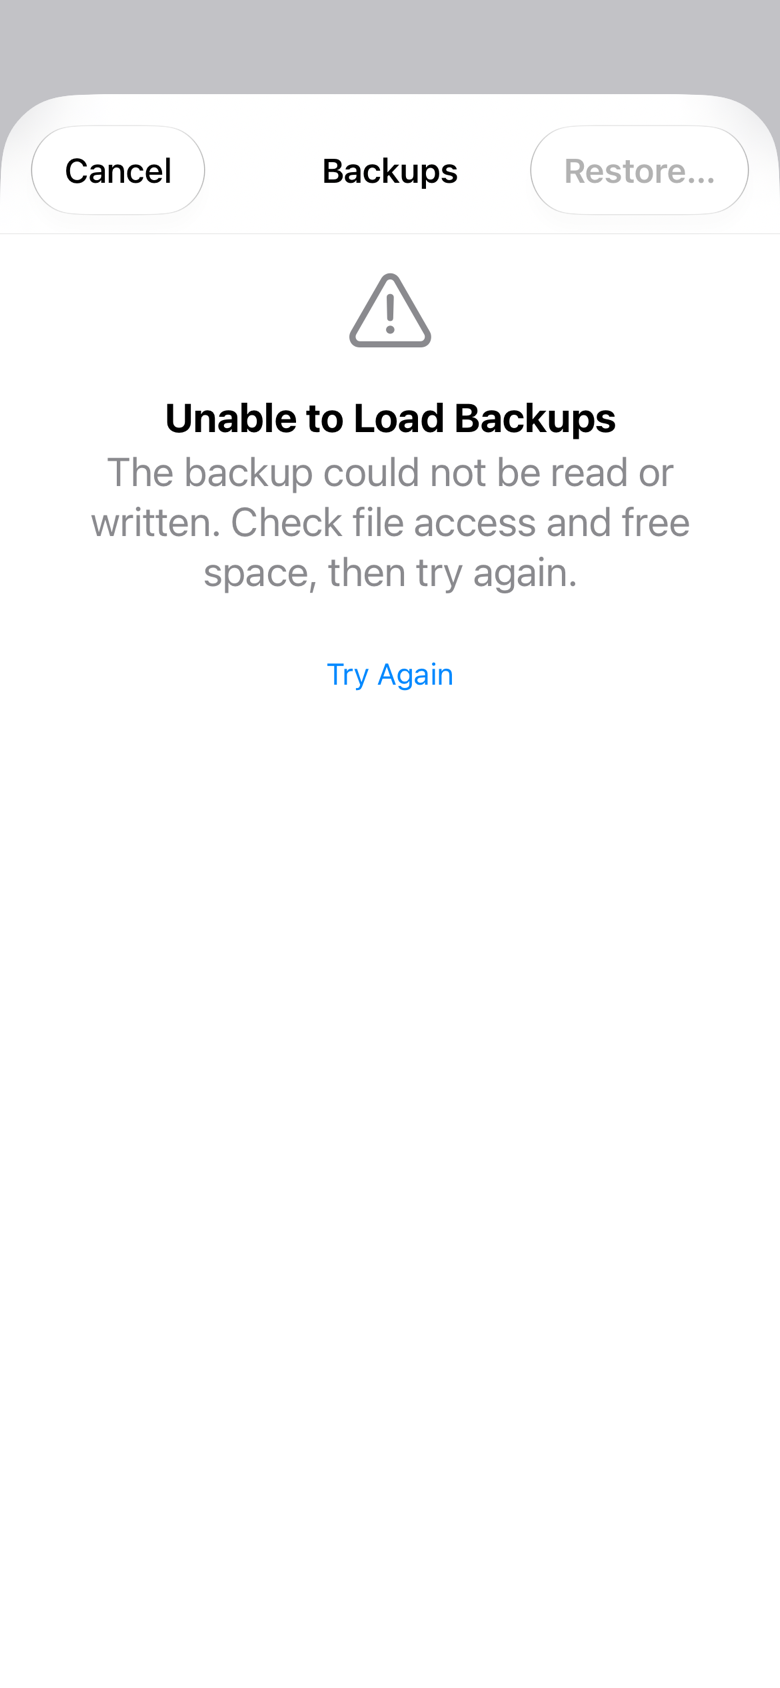 Cancel
Backups
Restore...
Unable to Load Backups
The backup could not be read or
written. Check file access and free
space, then try again.
Try Again